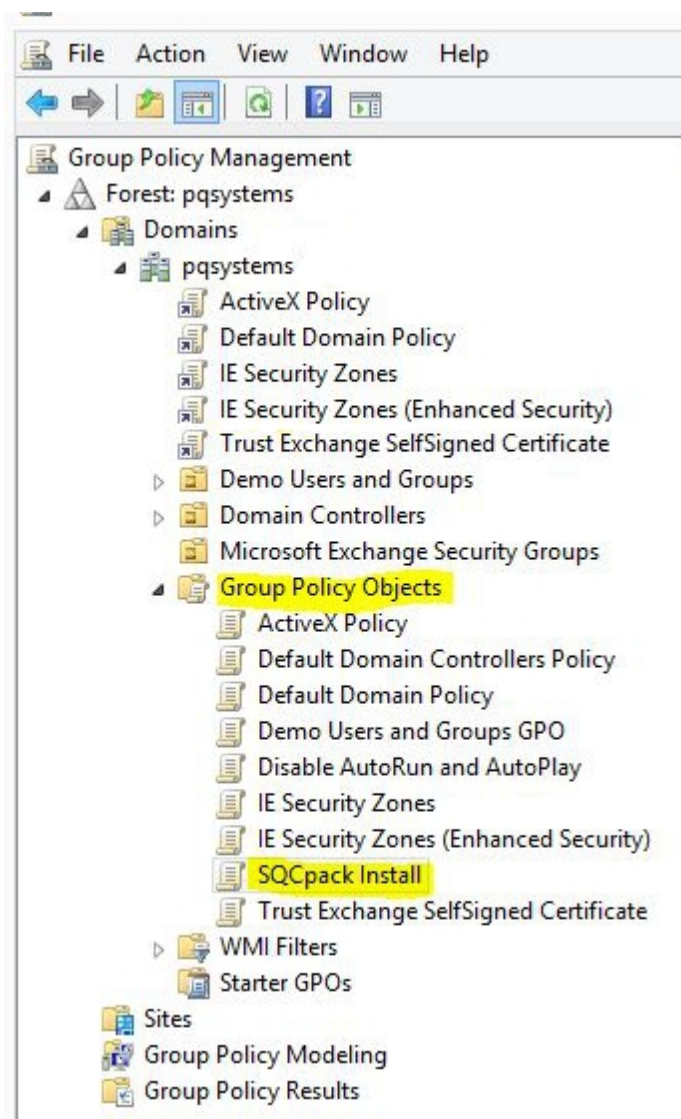 File Action View Window Help
Group Policy Management
Forest: pqsystems
Domains
pqsystems
ActiveX Policy
Default Domain Policy
IE Security Zones
IE Security Zones (Enhanced Security)
Trust Exchange SelfSigned Certificate
Demo Users and Groups
Domain Controllers
Microsoft Exchange Security Groups
Group Policy Objects
ActiveX Policy
Default Domain Controllers Policy
Default Domain Policy
Demo Users and Groups GPO
Disable AutoRun and AutoPlay
IE Security Zones
IE Security Zones (Enhanced Security)
SQCpack Install
Trust Exchange SelfSigned Certificate
WMI Filters
Starter GPOs
Sites
Group Policy Modeling
Group Policy Results